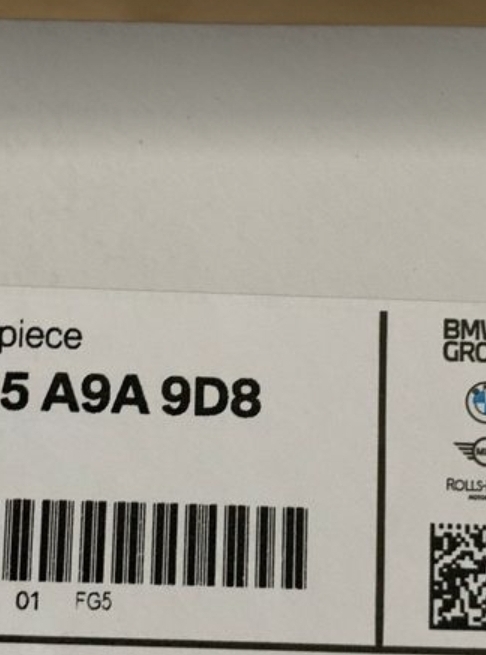 piece
5 A9A 9D8
01 FG5
BMW
GRO
ROLLS-